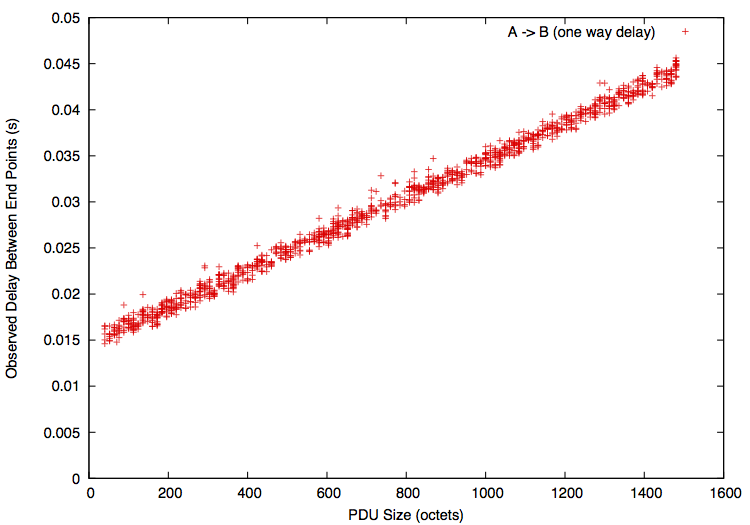 0.05
A -> B (one way delay)
0.045
0.04
0.035
0.03
0.025
0.02
0.015
0.01
0.005
0
Observed Delay Between End Points (s)
0 200 400 600 800 1000 1200 1400 1600
PDU Size (octets)